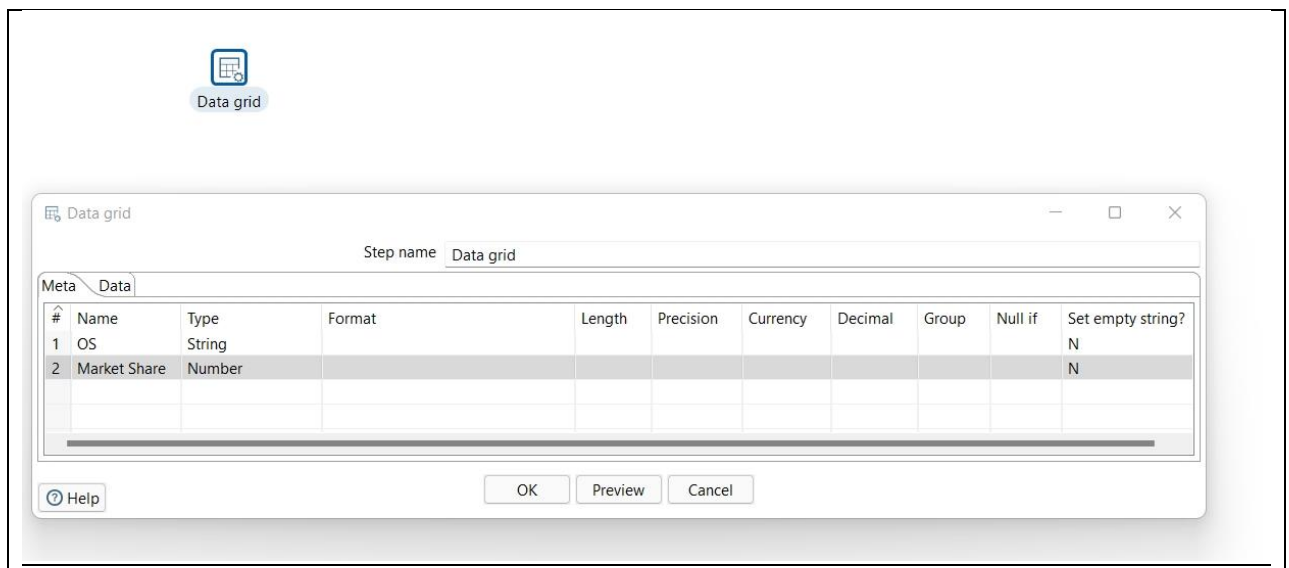 Data grid
Data grid
Step name Data grid
Meta Data
# Name Type Format Length Precision Currency Decimal Group Null if Set empty string?
1 OS String N
2 Market Share Number N
OK Preview Cancel
Help